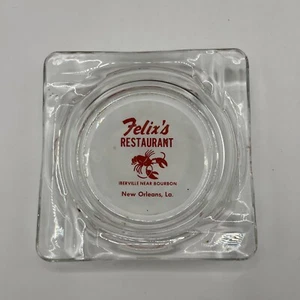 Felix's
RESTAURANT
IBERVILLE NEAR BOURBON
New Orleans, La.